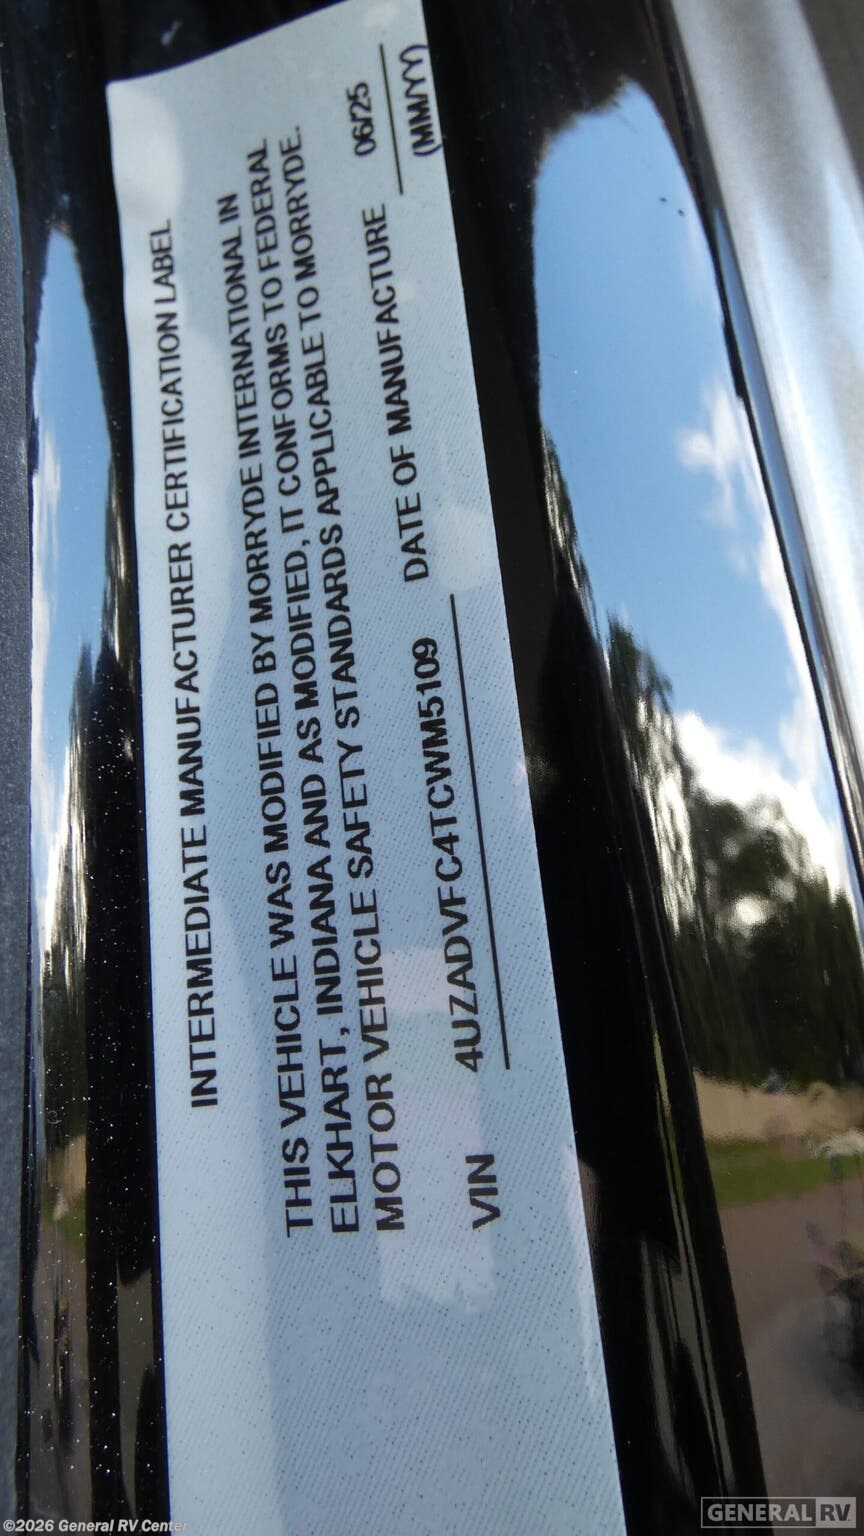 INTERMEDIATE MANUFACTURER CERTIFICATION LABEL
THIS VEHICLE WAS MODIFIED BY MORRYDE INTERNATIONAL IN
ELKHART, INDIANA AND AS MODIFIED, IT CONFORMS TO FEDERAL
MOTOR VEHICLE SAFETY STANDARDS APPLICABLE TO MORRYDE.
VIN 4UZADVFC4TCWM5109 DATE OF MANUFACTURE 06/25
(MM/YY)
©2026 General RV Center
GENERAL RV